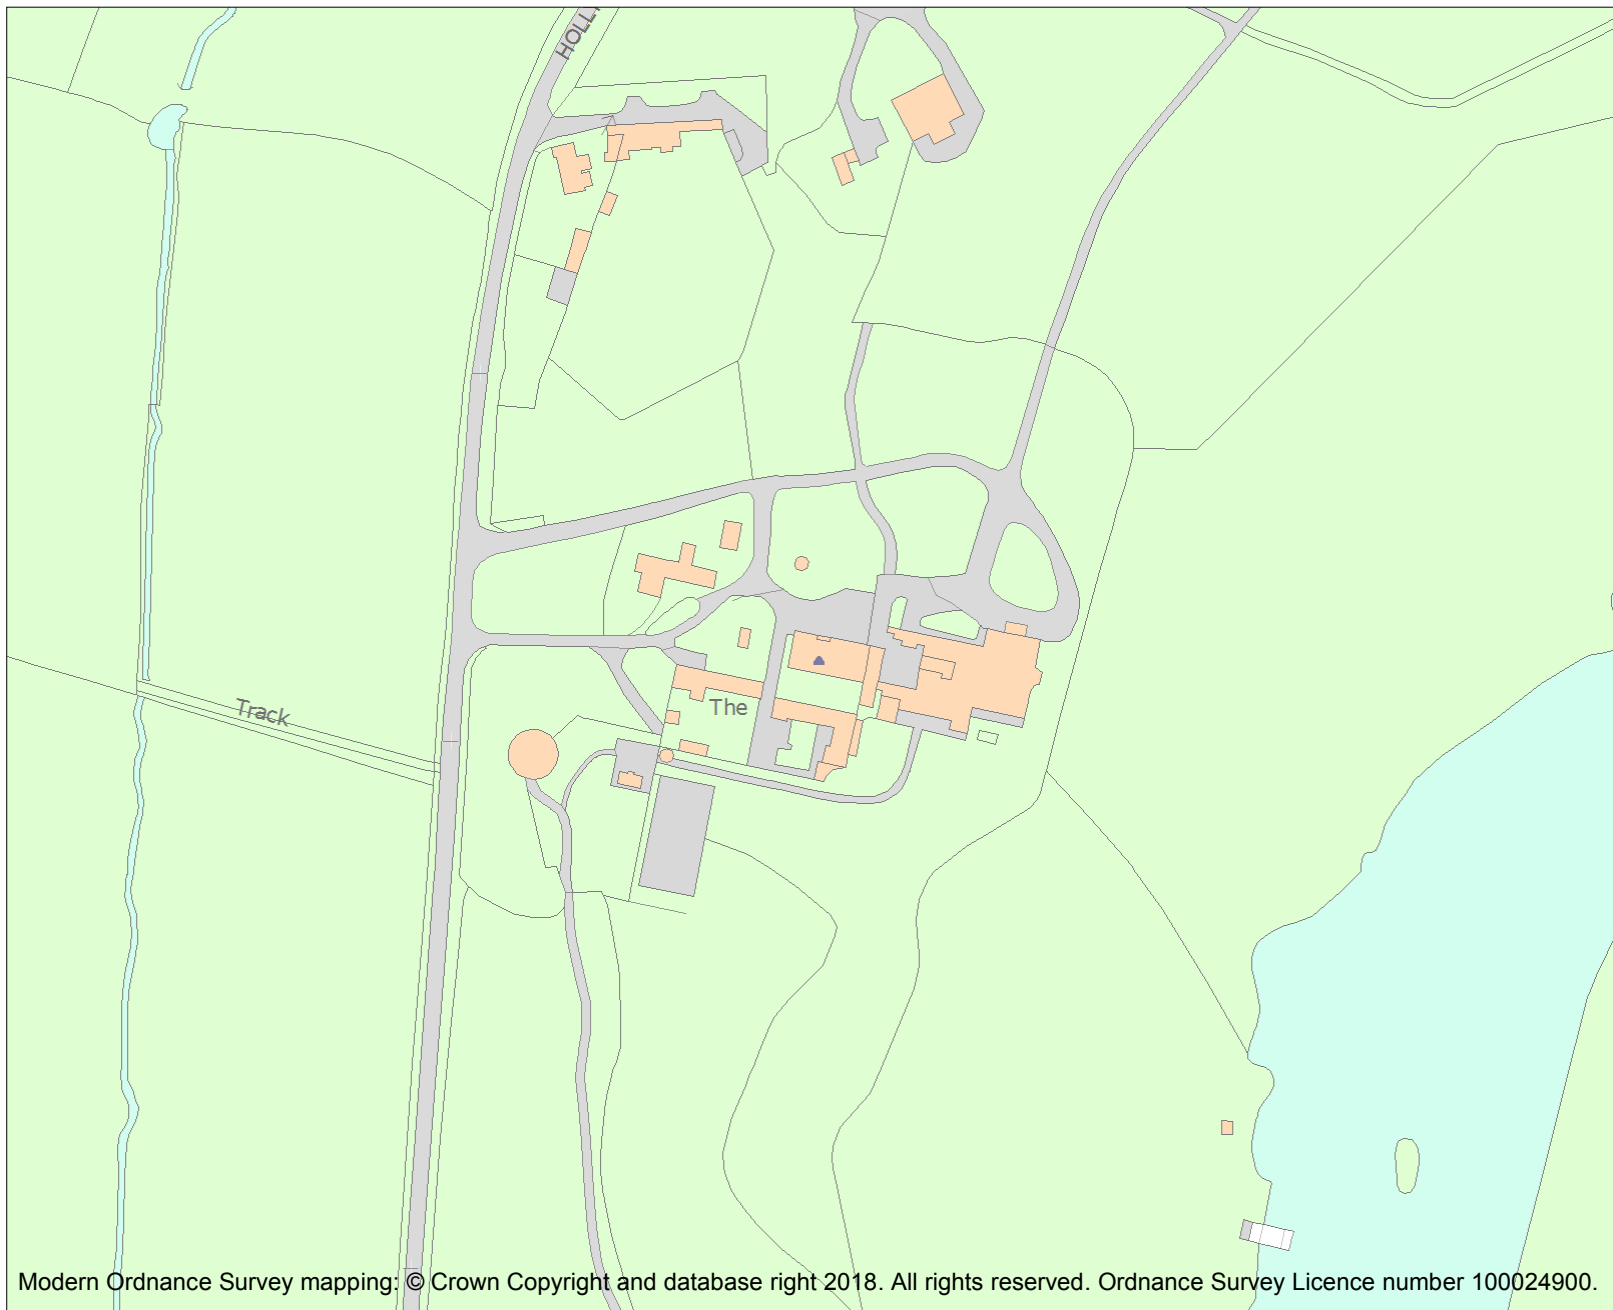 Track
The
Modern Ordnance Survey mapping: © Crown Copyright and database right 2018. All rights reserved. Ordnance Survey Licence number 100024900.